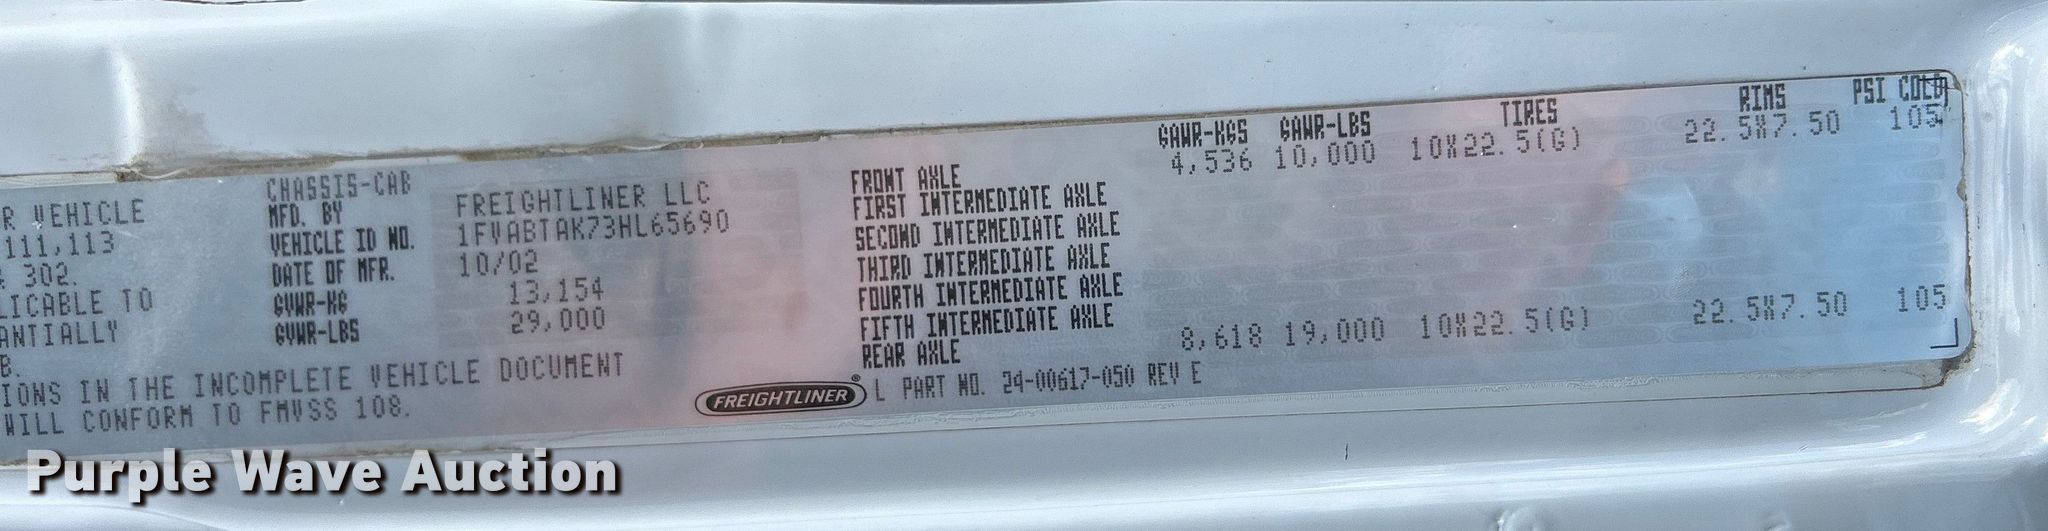 R VEHICLE
111,113
302.
LICABLE TO
ANTIALLY
B.
IONS IN THE INCOMPLETE VEHICLE DOCUMENT
WILL CONFORM TO FMVSS 108.
CHASSIS-CAB
MFD. BY FREIGHTLINER LLC
VEHICLE ID NO. 1FVABTAK73HL65690
DATE OF MFR. 10/02
GVWR-KG 13,154
GVWR-LBS 29,000
GAWR-KGS GAWR-LBS TIRES RIMS PSI COLD
FRONT AXLE 4,536 10,000 10X22.5(G) 22.5X7.50 105
FIRST INTERMEDIATE AXLE
SECOND INTERMEDIATE AXLE
THIRD INTERMEDIATE AXLE
FOURTH INTERMEDIATE AXLE
FIFTH INTERMEDIATE AXLE
REAR AXLE 8,618 19,000 10X22.5(G) 22.5X7.50 105
FREIGHTLINER® L PART NO. 24-00617-050 REV E
Purple Wave Auction